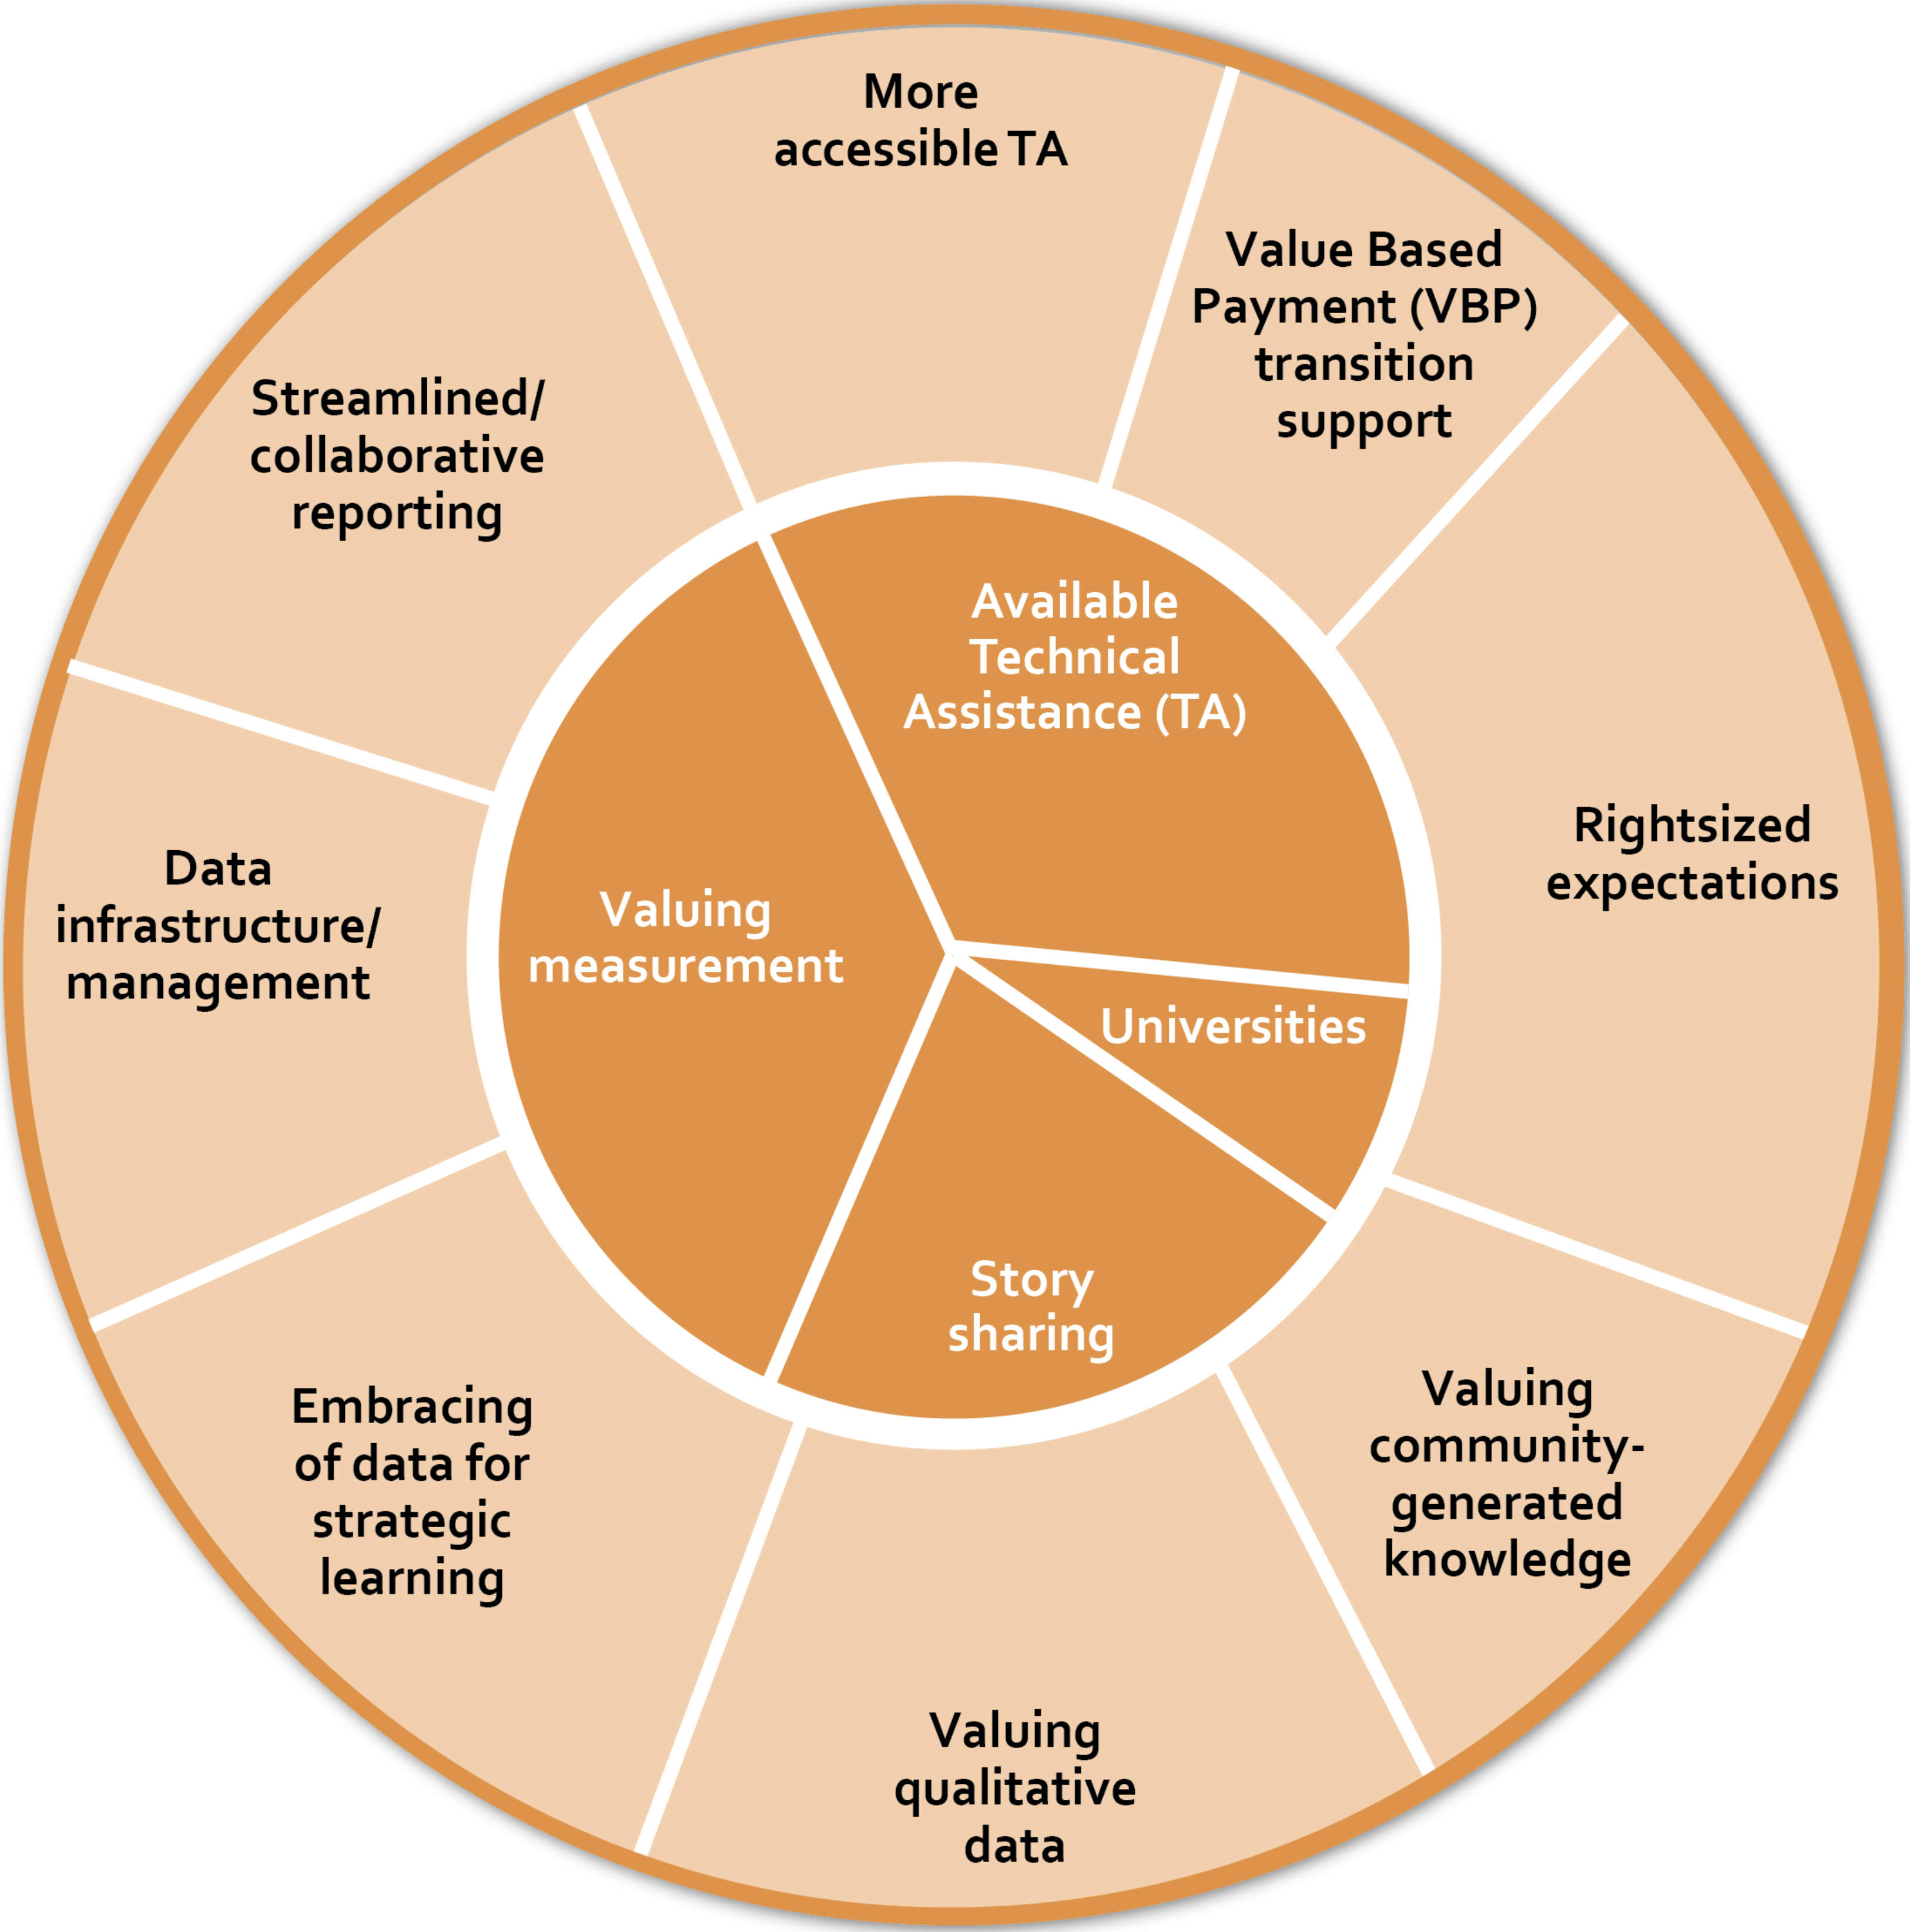 More
accessible TA
Value Based
Payment (VBP)
transition
support
Rightsized
expectations
Valuing
community-
generated
knowledge
Valuing
qualitative
data
Embracing
of data for
strategic
learning
Data
infrastructure/
management
Streamlined/
collaborative
reporting
Available
Technical
Assistance (TA)
Universities
Story
sharing
Valuing
measurement